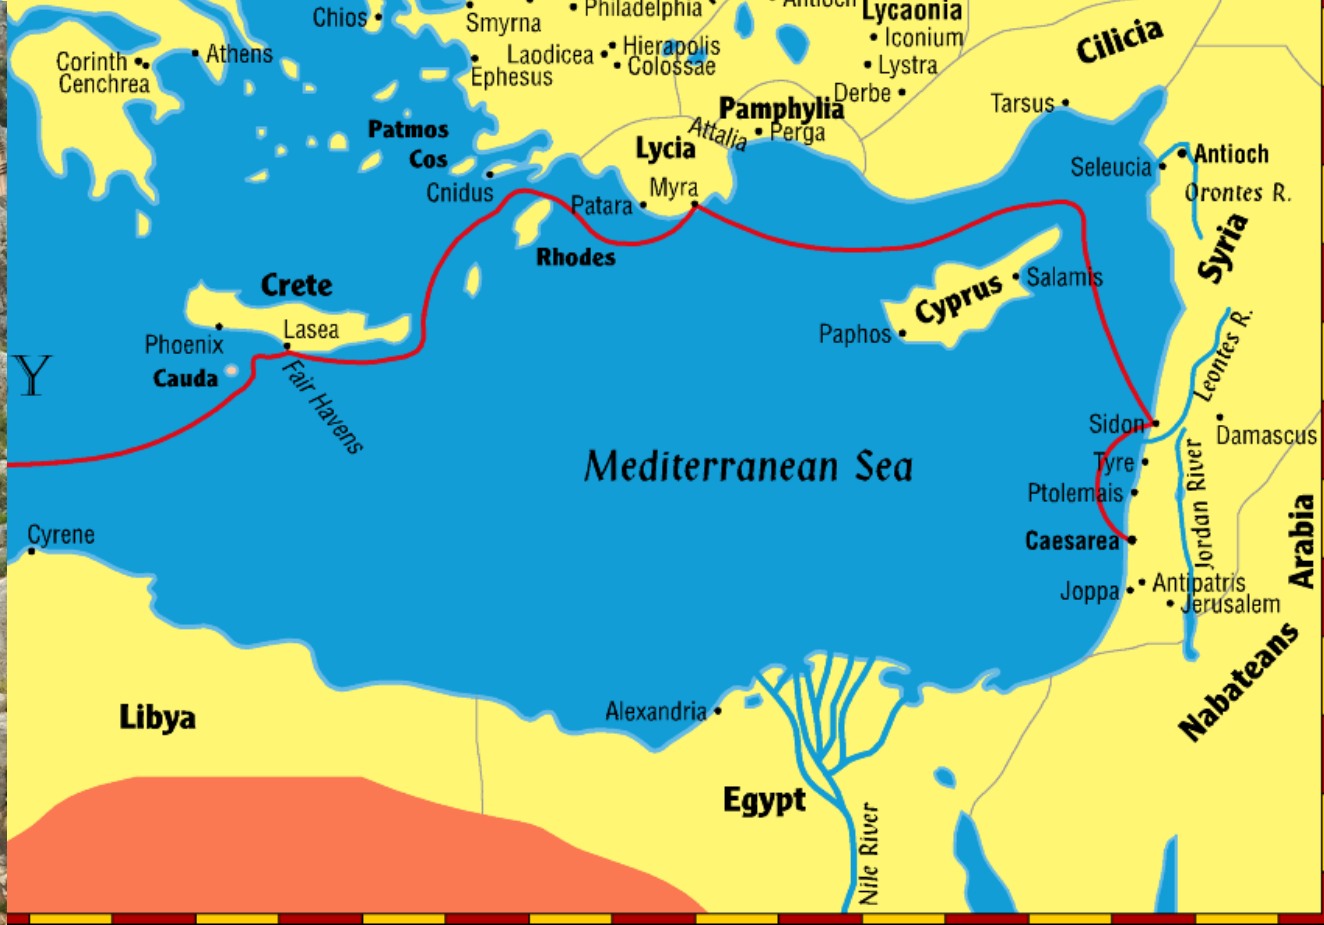 Chios
Smyrna
Philadelphia
Antioch
Lycaonia
Iconium
Cilicia
Corinth
Cenchrea
Athens
Laodicea
Hierapolis
Colossae
Ephesus
Lystra
Derbe
Tarsus
Patmos
Cos
Cnidus
Pamphylia
Attalia
Perga
Lycia
Myra
Patara
Rhodes
Seleucia
Antioch
Orontes R.
Syria
Crete
Lasea
Phoenix
Cauda
Fair Havens
Y
Cyprus
Salamis
Paphos
Leontes R.
Sidon
Damascus
Tyre
Ptolemais
Jordan River
Mediterranean Sea
Caesarea
Arabia
Cyrene
Joppa
Antipatris
Jerusalem
Nabateans
Libya
Alexandria
Egypt
Nile River